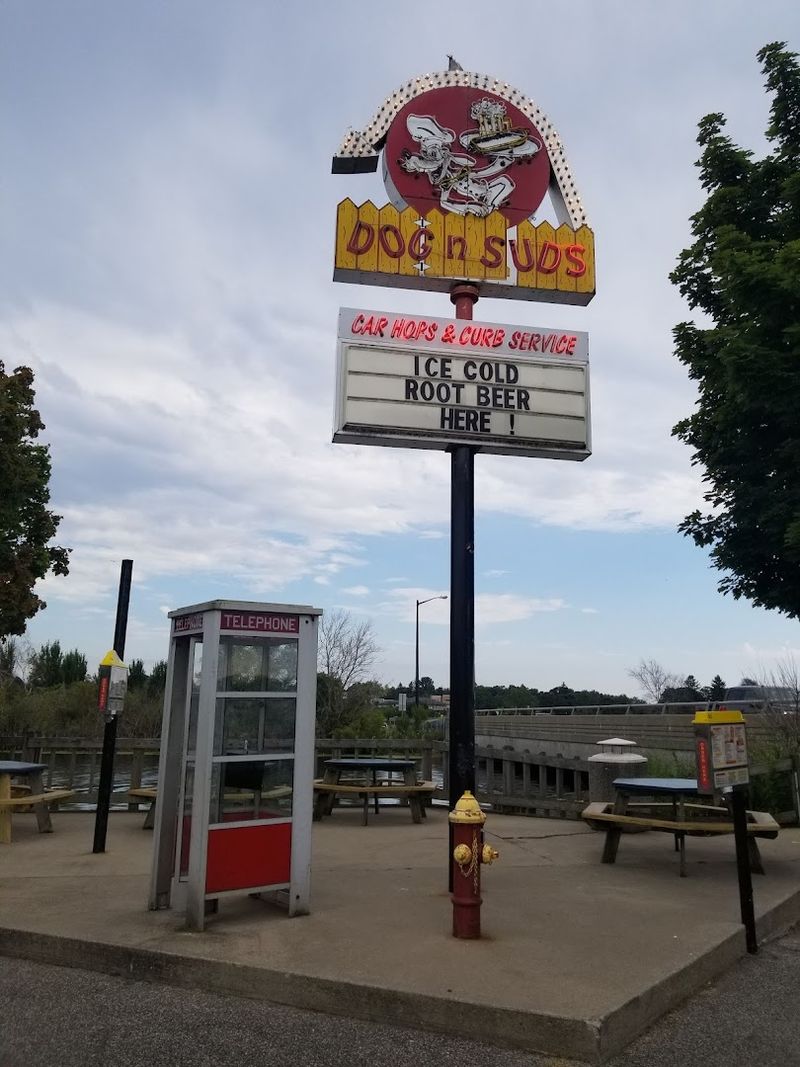 DOG n SUDS
CAR HOPS & CURB SERVICE
ICE COLD
ROOT BEER
HERE !
TELEPHONE
TELEPHONE